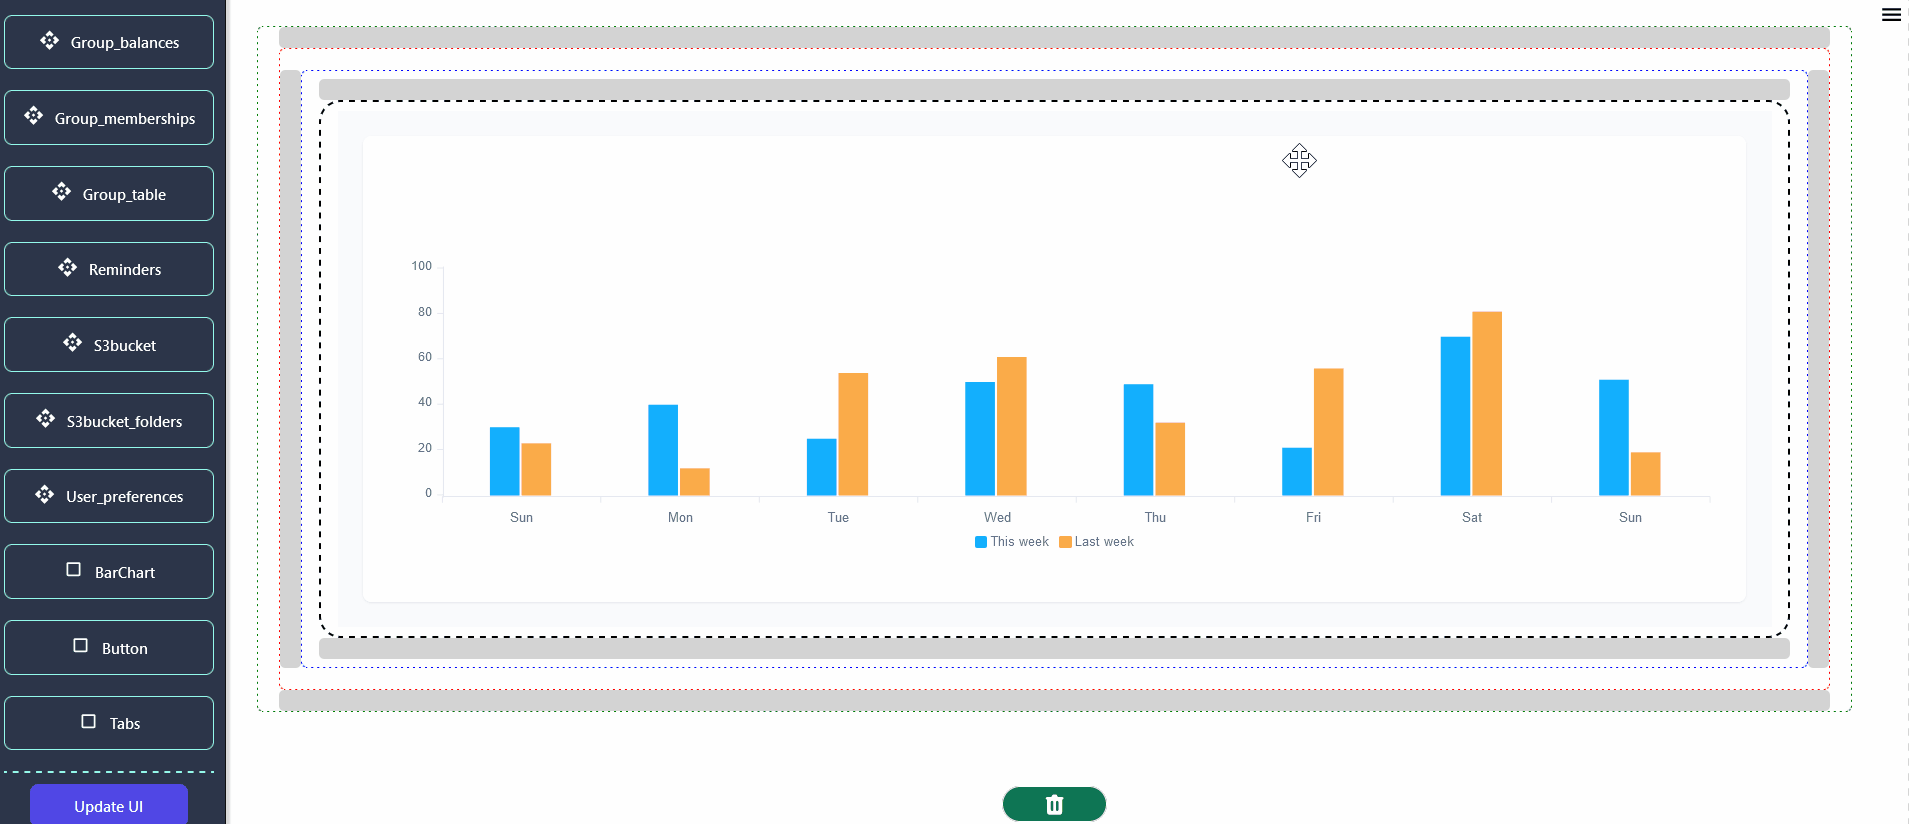 Group_balances
Group_memberships
Group_table
Reminders
S3bucket
S3bucket_folders
User_preferences
BarChart
Button
Tabs
Update UI
100
80
60
40
20
0
Sun Mon Tue Wed Thu Fri Sat Sun
This week Last week